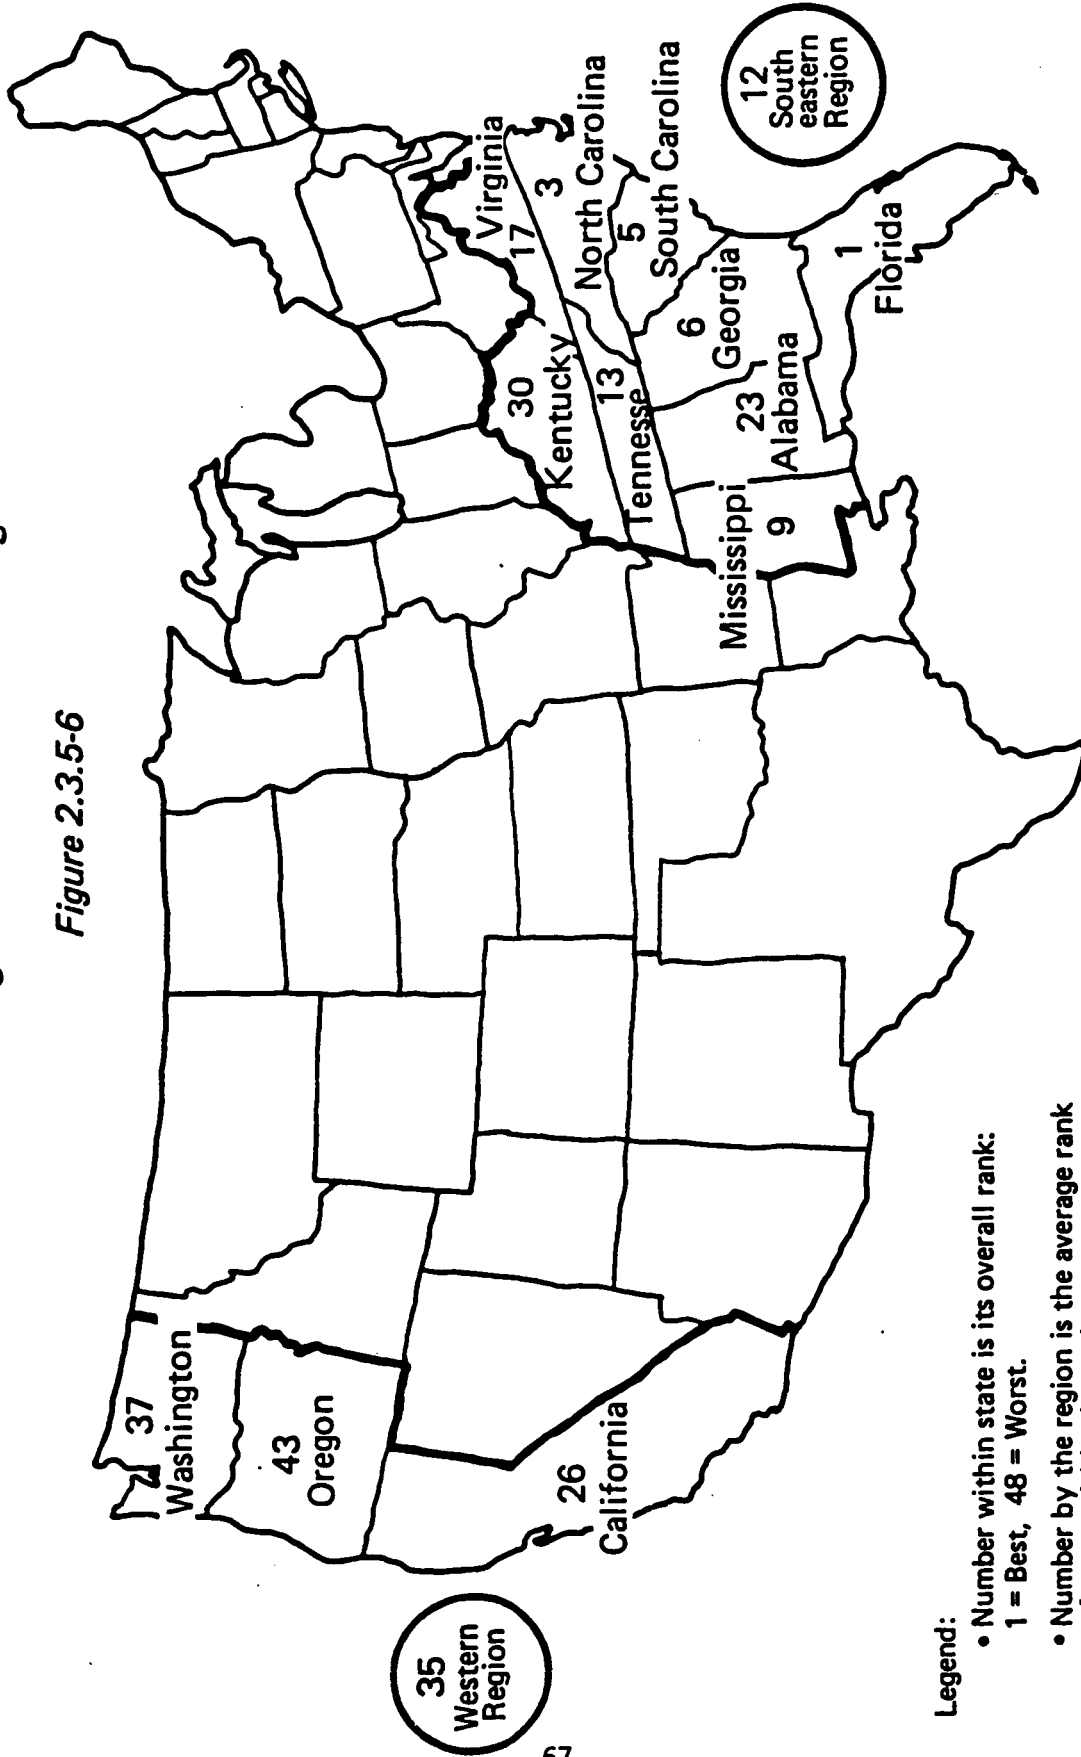 Figure 2.3.5-6
37
Washington
43
Oregon
26
California
35
Western
Region
Virginia
17
3
North Carolina
5
South Carolina
30
Kentucky
13
Tennesse
6
Georgia
23
Alabama
Mississippi
9
1
Florida
12
South
eastern
Region
Legend:
• Number within state is its overall rank:
1 = Best, 48 = Worst.
• Number by the region is the average rank
67